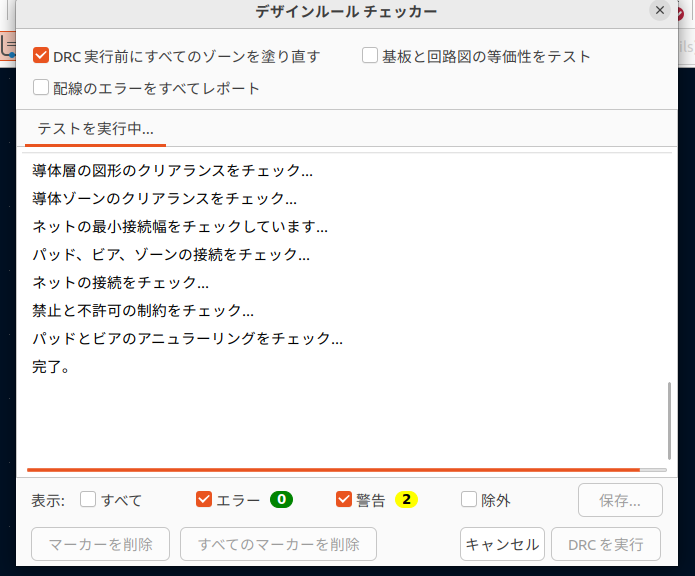 デザインルール チェッカー
DRC 実行前にすべてのゾーンを塗り直す
基板と回路図の等価性をテスト
配線のエラーをすべてレポート
テストを実行中...
導体層の図形のクリアランスをチェック...
導体ゾーンのクリアランスをチェック...
ネットの最小接続幅をチェックしています...
パッド、ビア、ゾーンの接続をチェック...
ネットの接続をチェック...
禁止と不許可の制約をチェック...
パッドとビアのアニュラーリングをチェック...
完了。
表示: すべて エラー 0 警告 2 除外 保存...
マーカーを削除 すべてのマーカーを削除 キャンセル DRC を実行